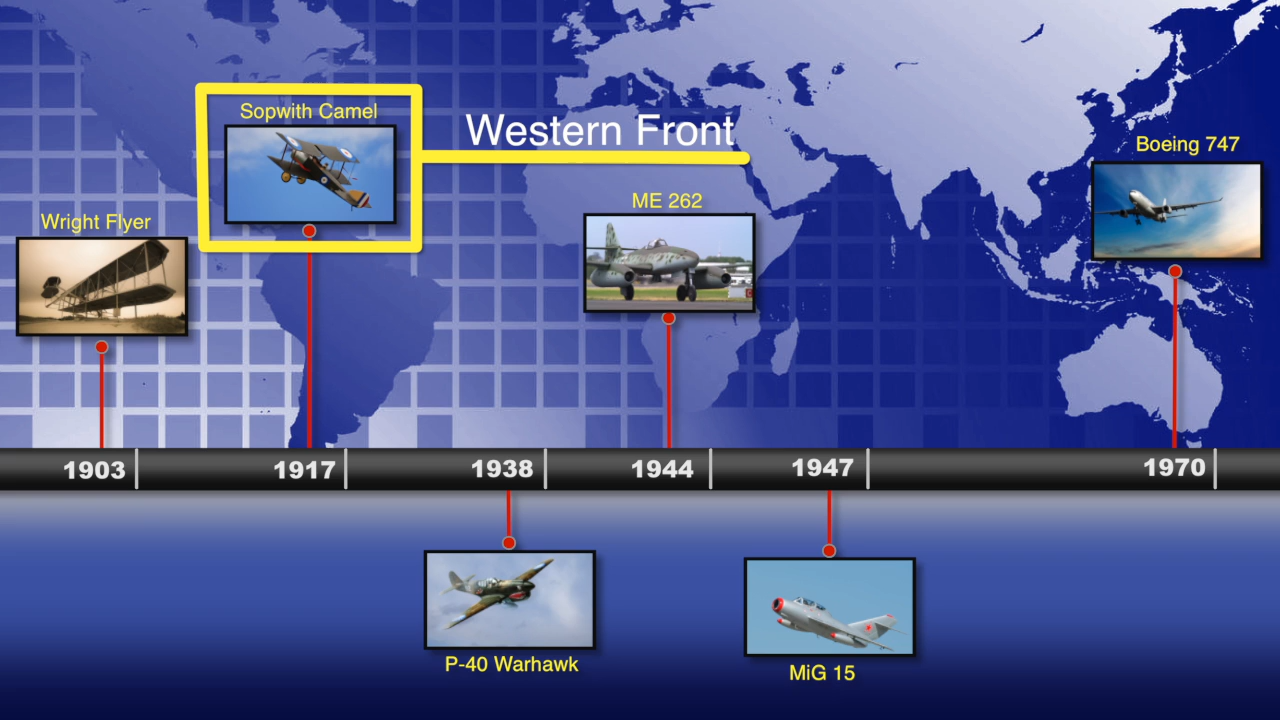 Sopwith Camel
Western Front
Boeing 747
Wright Flyer
ME 262
1903
1917
1938
1944
1947
1970
P-40 Warhawk
MiG 15